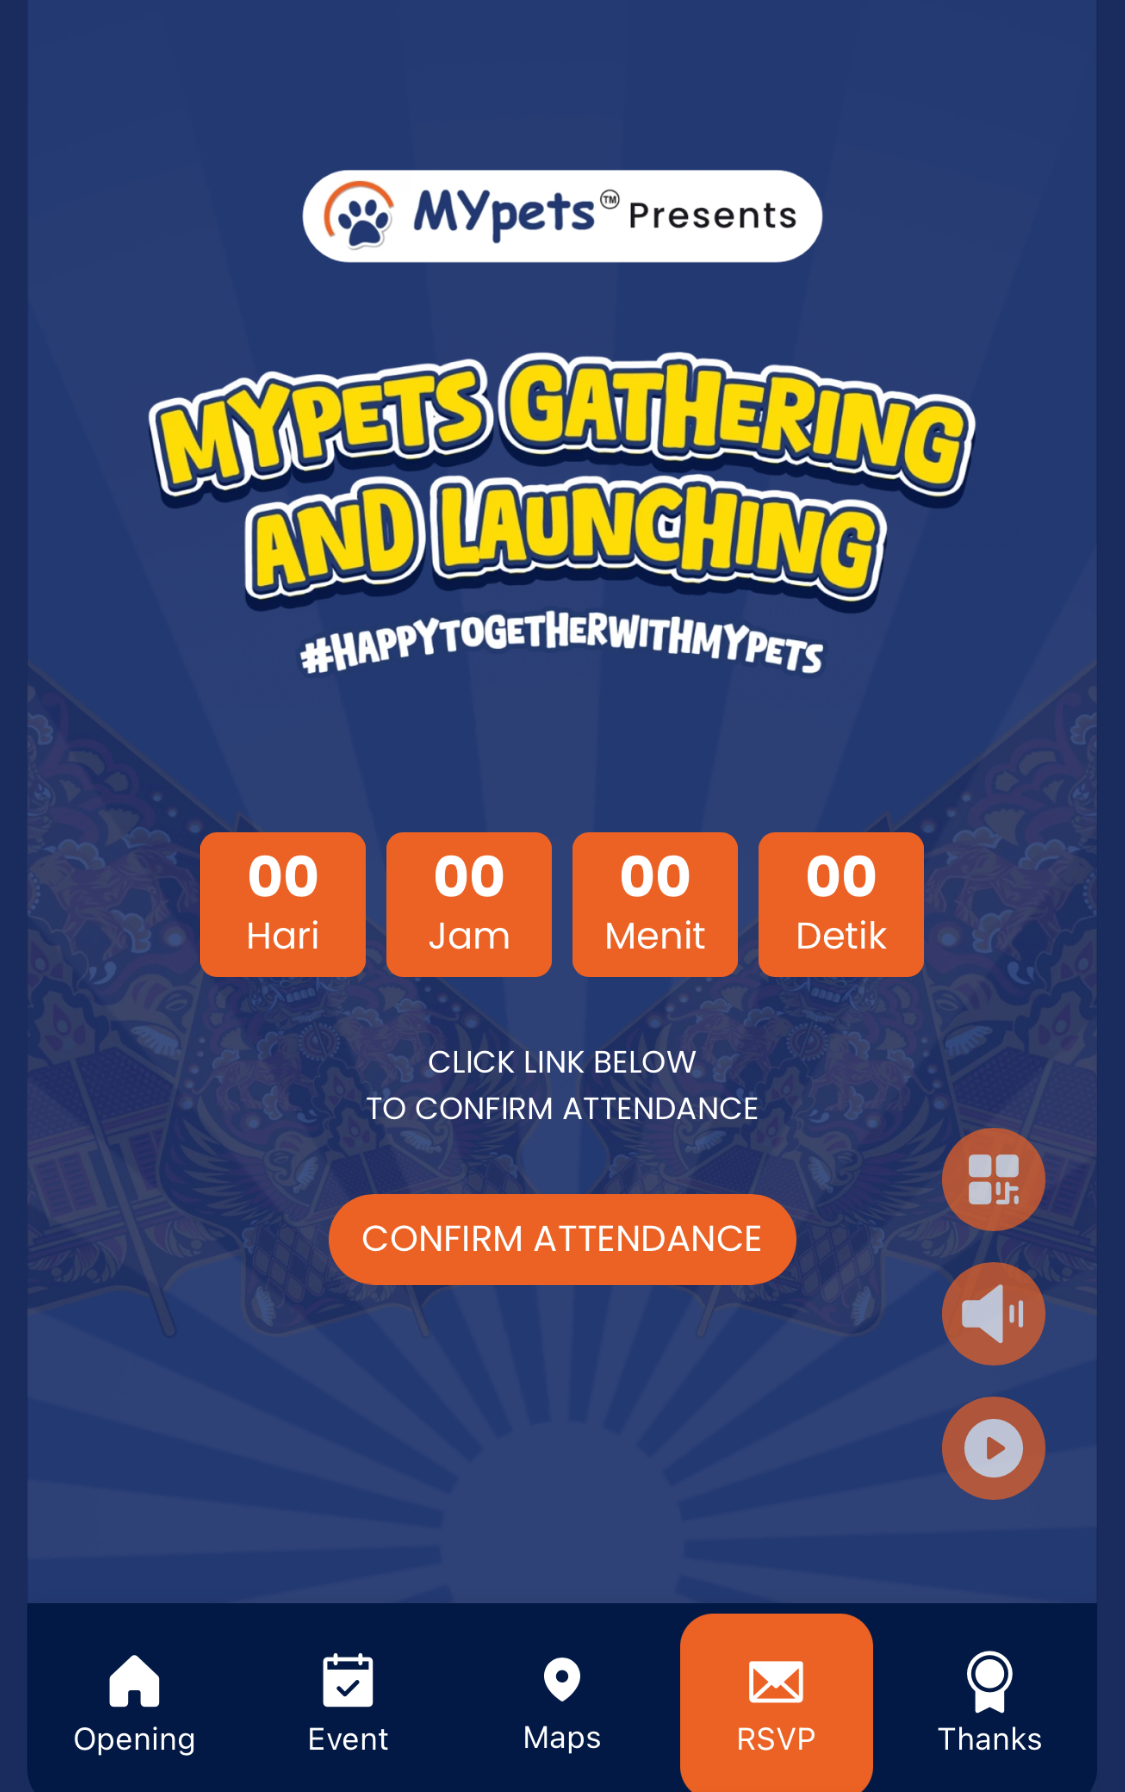 MYpets™ Presents
MYPETS GATHERING
AND LAUNCHING
#HAPPYTOGETHERWITHMYPETS
00 00 00 00
Hari Jam Menit Detik
CLICK LINK BELOW
TO CONFIRM ATTENDANCE
CONFIRM ATTENDANCE
Opening Event Maps RSVP Thanks